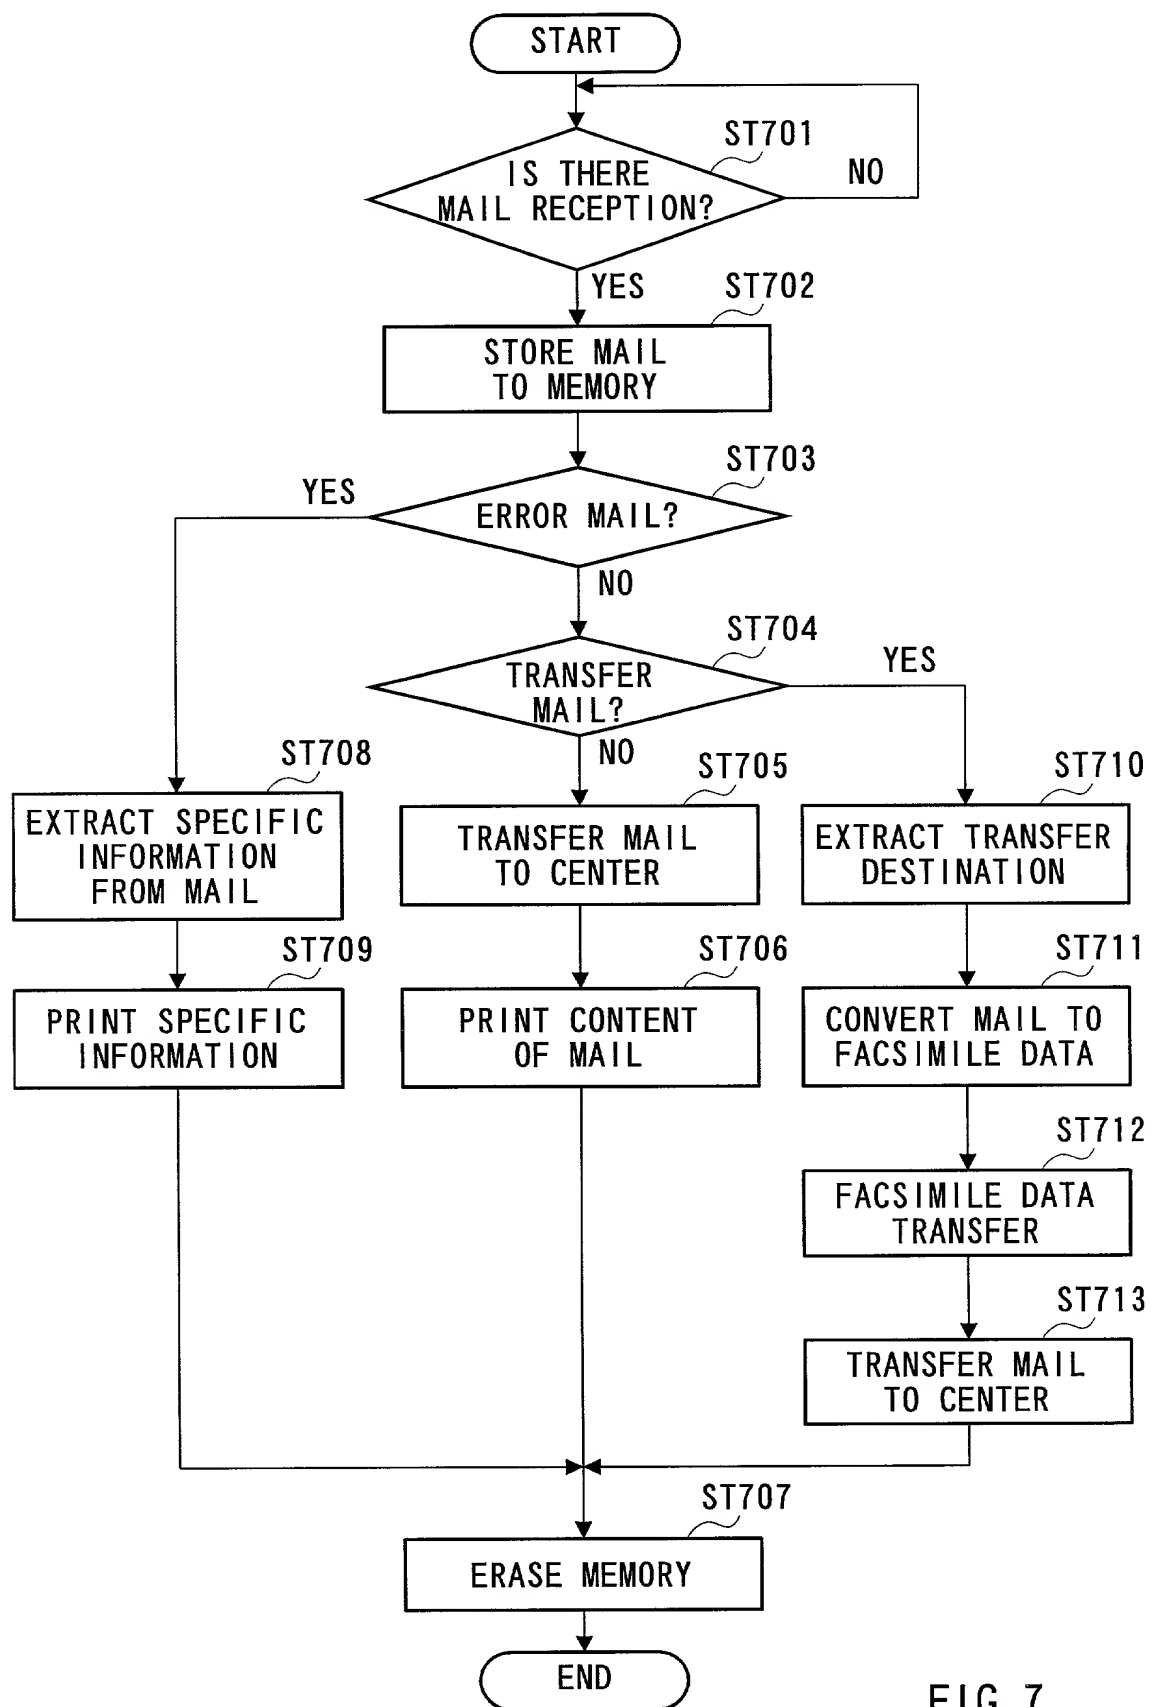 START
ST701
IS THERE
MAIL RECEPTION?
NO
YES
ST702
STORE MAIL
TO MEMORY
ST703
YES
ERROR MAIL?
NO
ST704
YES
TRANSFER
MAIL?
NO
ST708
EXTRACT SPECIFIC
INFORMATION
FROM MAIL
ST705
TRANSFER MAIL
TO CENTER
ST710
EXTRACT TRANSFER
DESTINATION
ST709
PRINT SPECIFIC
INFORMATION
ST706
PRINT CONTENT
OF MAIL
ST711
CONVERT MAIL TO
FACSIMILE DATA
ST712
FACSIMILE DATA
TRANSFER
ST713
TRANSFER MAIL
TO CENTER
ST707
ERASE MEMORY
END
FIG. 7